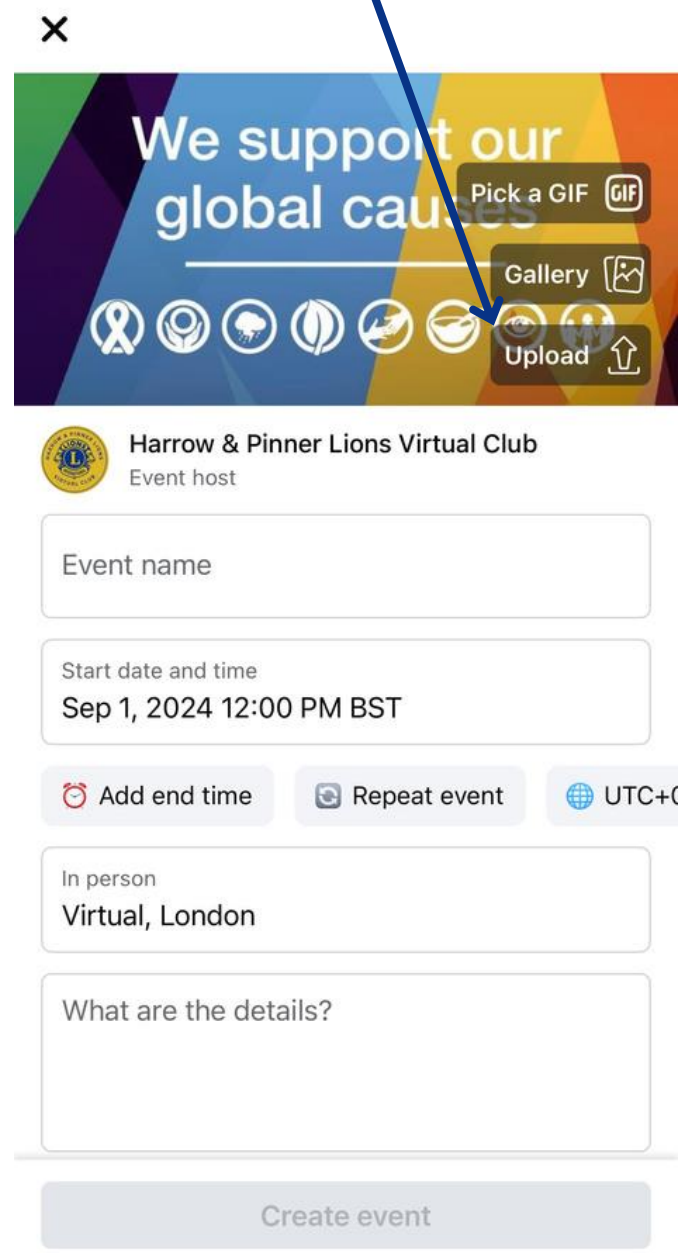 We support our
global causes
Pick a GIF GIF
Gallery
Upload
Harrow & Pinner Lions Virtual Club
Event host
Event name
Start date and time
Sep 1, 2024 12:00 PM BST
Add end time
Repeat event
UTC+0
In person
Virtual, London
What are the details?
Create event